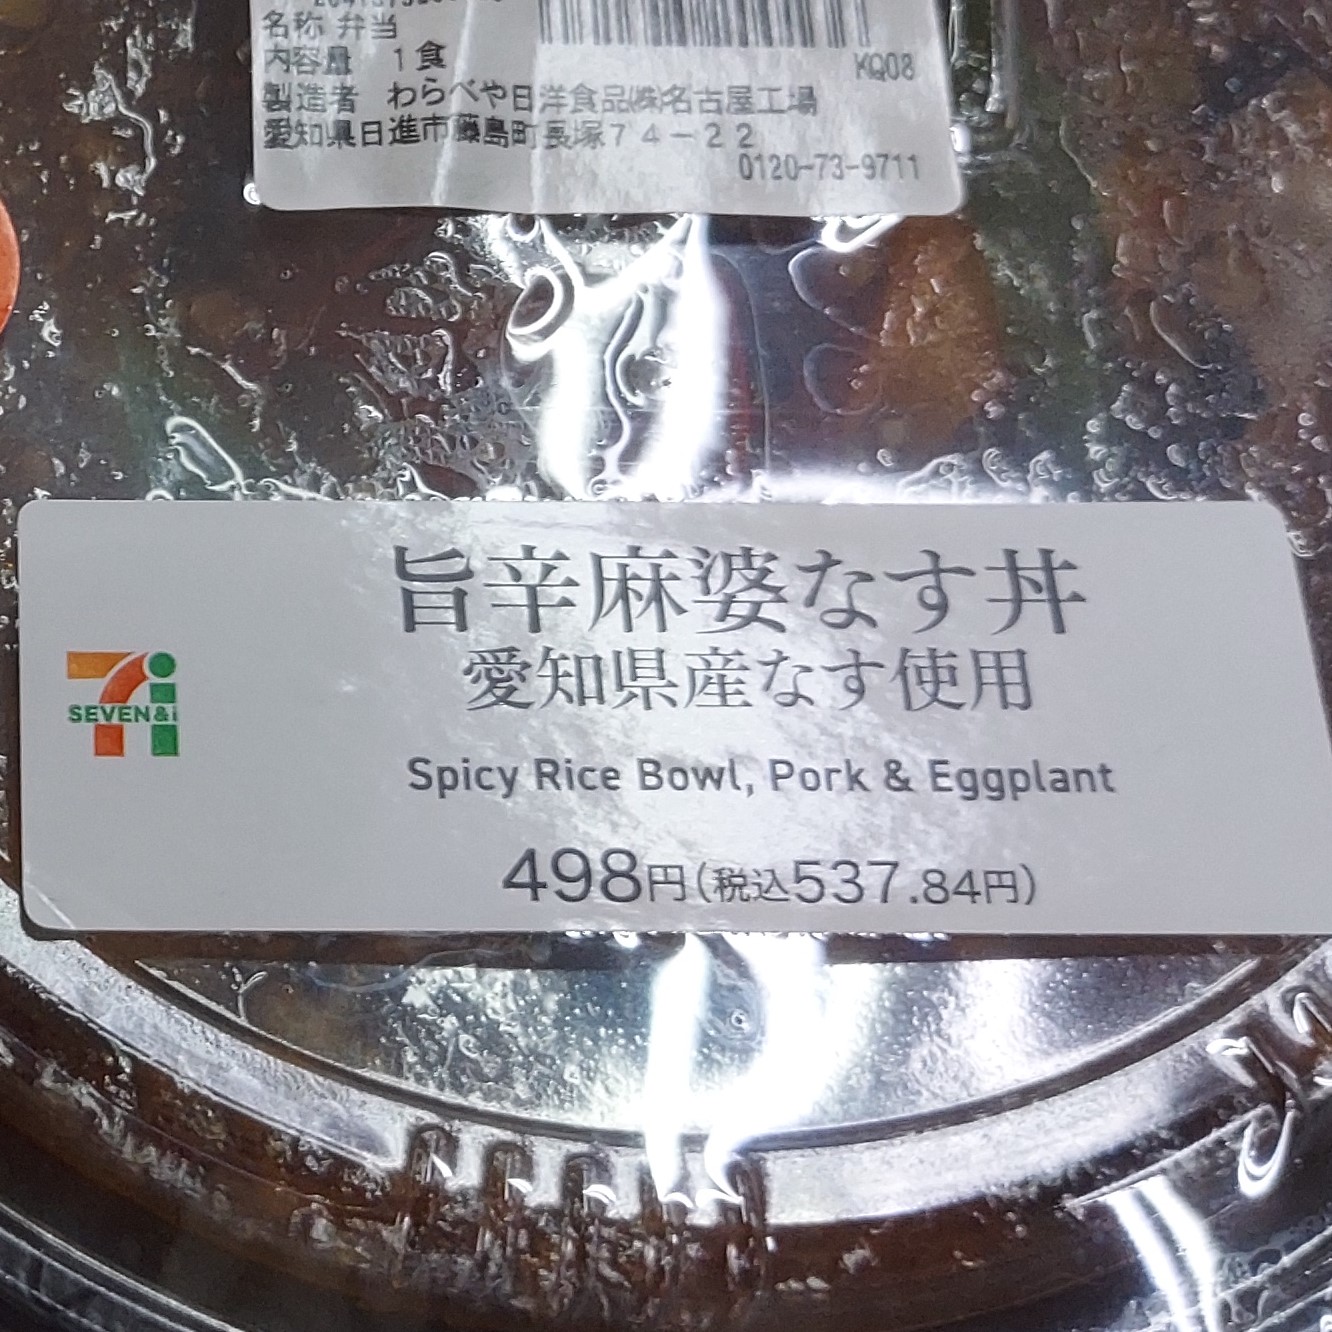 名称 弁当
内容量 1食
KQ08
製造者 わらべや日洋食品㈱名古屋工場
愛知県日進市藤島町長塚74-22
0120-73-9711
旨辛麻婆なす丼
愛知県産なす使用
SEVEN&i
Spicy Rice Bowl, Pork & Eggplant
498円(税込537.84円)